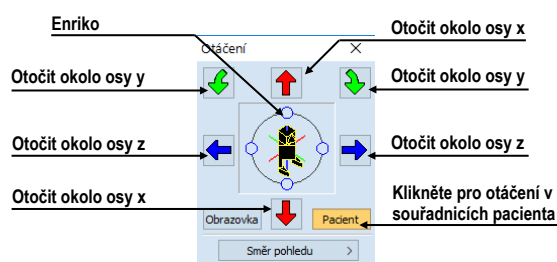 Enriko
Otočit okolo osy x
Otáčení
Otočit okolo osy y
Otočit okolo osy y
Otočit okolo osy z
Otočit okolo osy z
Otočit okolo osy x
Klikněte pro otáčení v
souřadnicích pacienta
Obrazovka
Pacient
Směr pohledu >